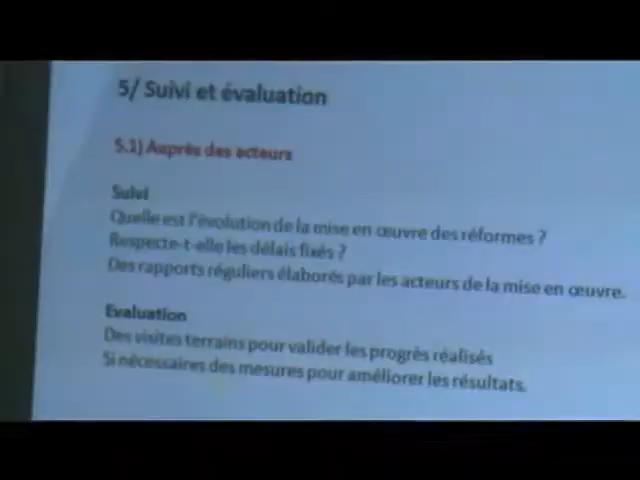 5/ Suivi et évaluation
5.1) Auprès des acteurs
Suivi
Quelle est l'évolution de la mise en œuvre des réformes ?
Respecte-t-elle les délais fixés ?
Des rapports réguliers élaborés par les acteurs de la mise en œuvre.
Evaluation
Des visites terrains pour valider les progrès réalisés
Si nécessaires des mesures pour améliorer les résultats.